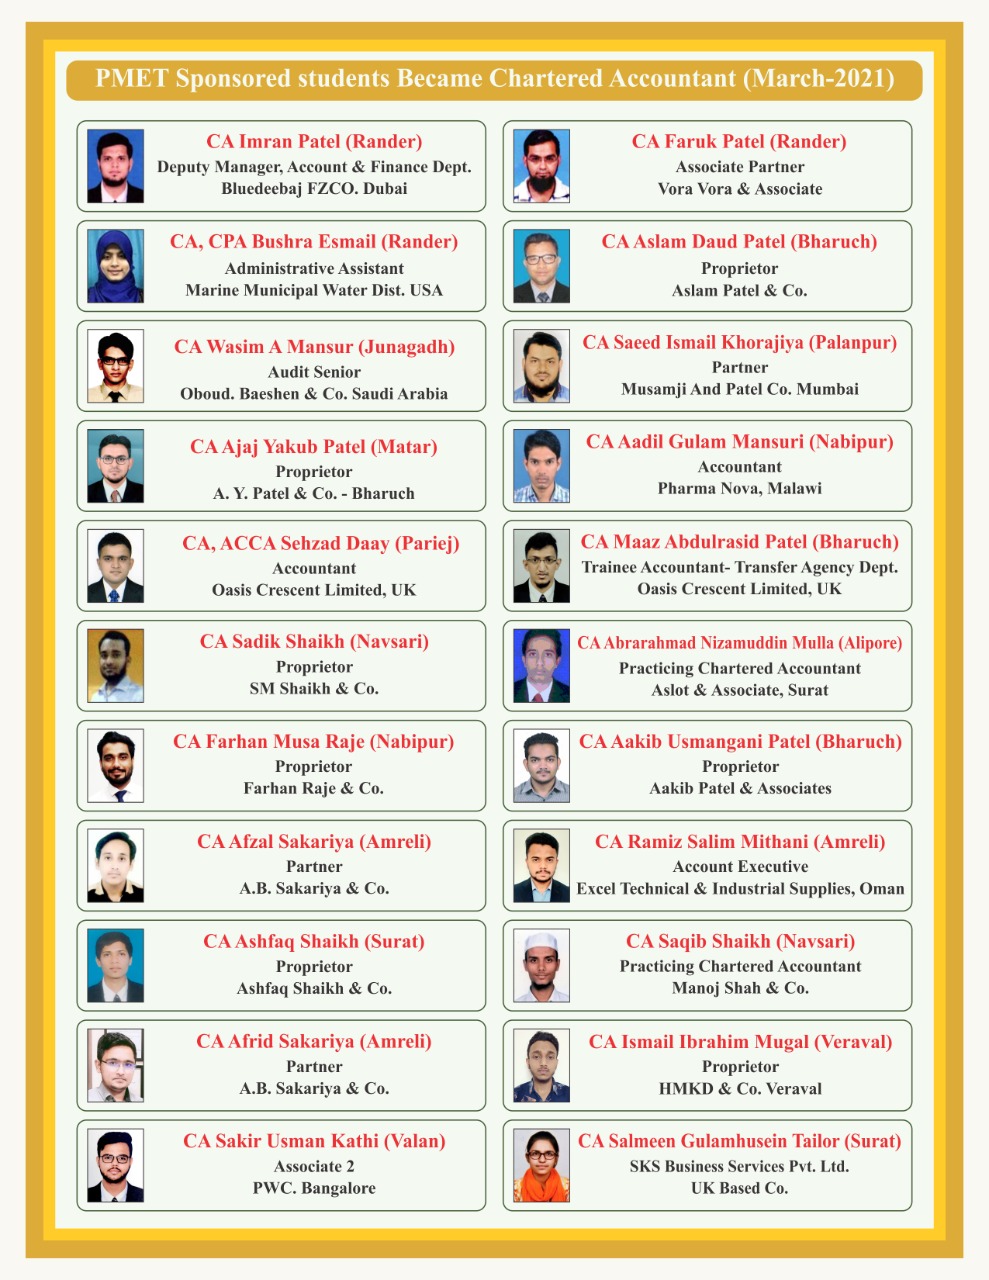 PMET Sponsored students Became Chartered Accountant (March-2021)
CA Imran Patel (Rander)
Deputy Manager, Account & Finance Dept.
Bluedeebaj FZCO. Dubai
CA Faruk Patel (Rander)
Associate Partner
Vora Vora & Associate
CA, CPA Bushra Esmail (Rander)
Administrative Assistant
Marine Municipal Water Dist. USA
CA Aslam Daud Patel (Bharuch)
Proprietor
Aslam Patel & Co.
CA Wasim A Mansur (Junagadh)
Audit Senior
Oboud. Baeshen & Co. Saudi Arabia
CA Saeed Ismail Khorajiya (Palanpur)
Partner
Musamji And Patel Co. Mumbai
CA Ajaj Yakub Patel (Matar)
Proprietor
A. Y. Patel & Co. - Bharuch
CA Aadil Gulam Mansuri (Nabipur)
Accountant
Pharma Nova, Malawi
CA, ACCA Sehzad Daay (Pariej)
Accountant
Oasis Crescent Limited, UK
CA Maaz Abdulrasid Patel (Bharuch)
Trainee Accountant- Transfer Agency Dept.
Oasis Crescent Limited, UK
CA Sadik Shaikh (Navsari)
Proprietor
SM Shaikh & Co.
CA Abrarahmad Nizamuddin Mulla (Alipore)
Practicing Chartered Accountant
Aslot & Associate, Surat
CA Farhan Musa Raje (Nabipur)
Proprietor
Farhan Raje & Co.
CA Aakib Usmangani Patel (Bharuch)
Proprietor
Aakib Patel & Associates
CA Afzal Sakariya (Amreli)
Partner
A.B. Sakariya & Co.
CA Ramiz Salim Mithani (Amreli)
Account Executive
Excel Technical & Industrial Supplies, Oman
CA Ashfaq Shaikh (Surat)
Proprietor
Ashfaq Shaikh & Co.
CA Saqib Shaikh (Navsari)
Practicing Chartered Accountant
Manoj Shah & Co.
CA Afrid Sakariya (Amreli)
Partner
A.B. Sakariya & Co.
CA Ismail Ibrahim Mugal (Veraval)
Proprietor
HMKD & Co. Veraval
CA Sakir Usman Kathi (Valan)
Associate 2
PWC. Bangalore
CA Salmeen Gulamhusein Tailor (Surat)
SKS Business Services Pvt. Ltd.
UK Based Co.